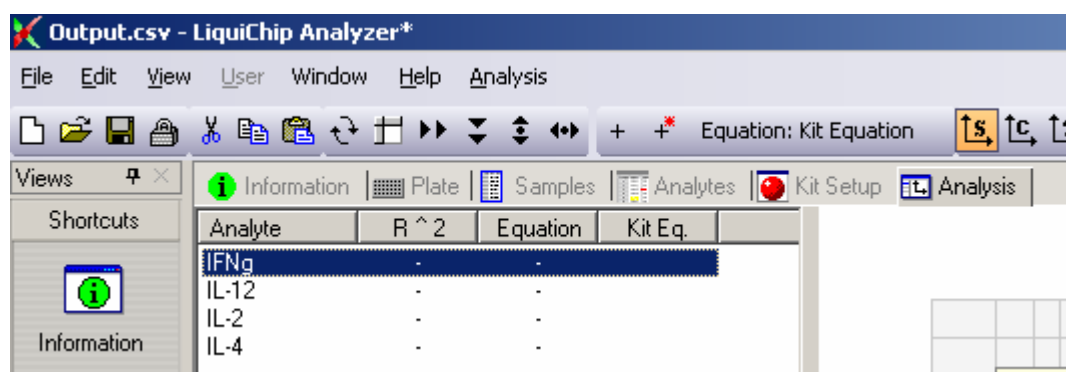 Output.csv - LiquiChip Analyzer*
File Edit View User Window Help Analysis
+ +* Equation: Kit Equation S C
Views
Information Plate Samples Analytes Kit Setup Analysis
Shortcuts
Analyte R ^ 2 Equation Kit Eq.
IFNg - -
IL-12 - -
IL-2 - -
IL-4 - -
Information